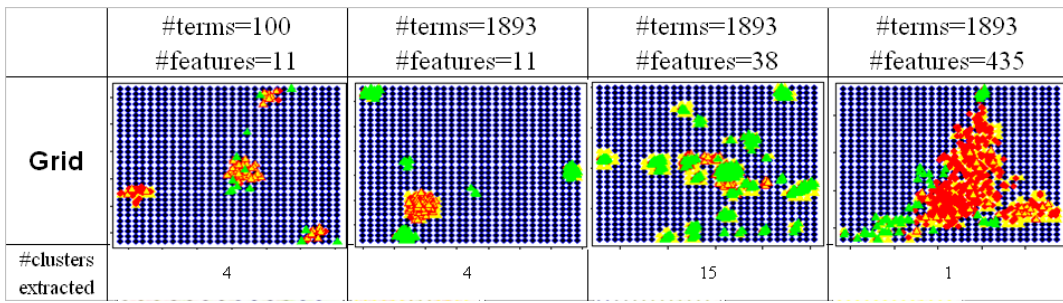 #terms=100
#features=11
#terms=1893
#features=11
#terms=1893
#features=38
#terms=1893
#features=435
Grid
#clusters
extracted
4
4
15
1